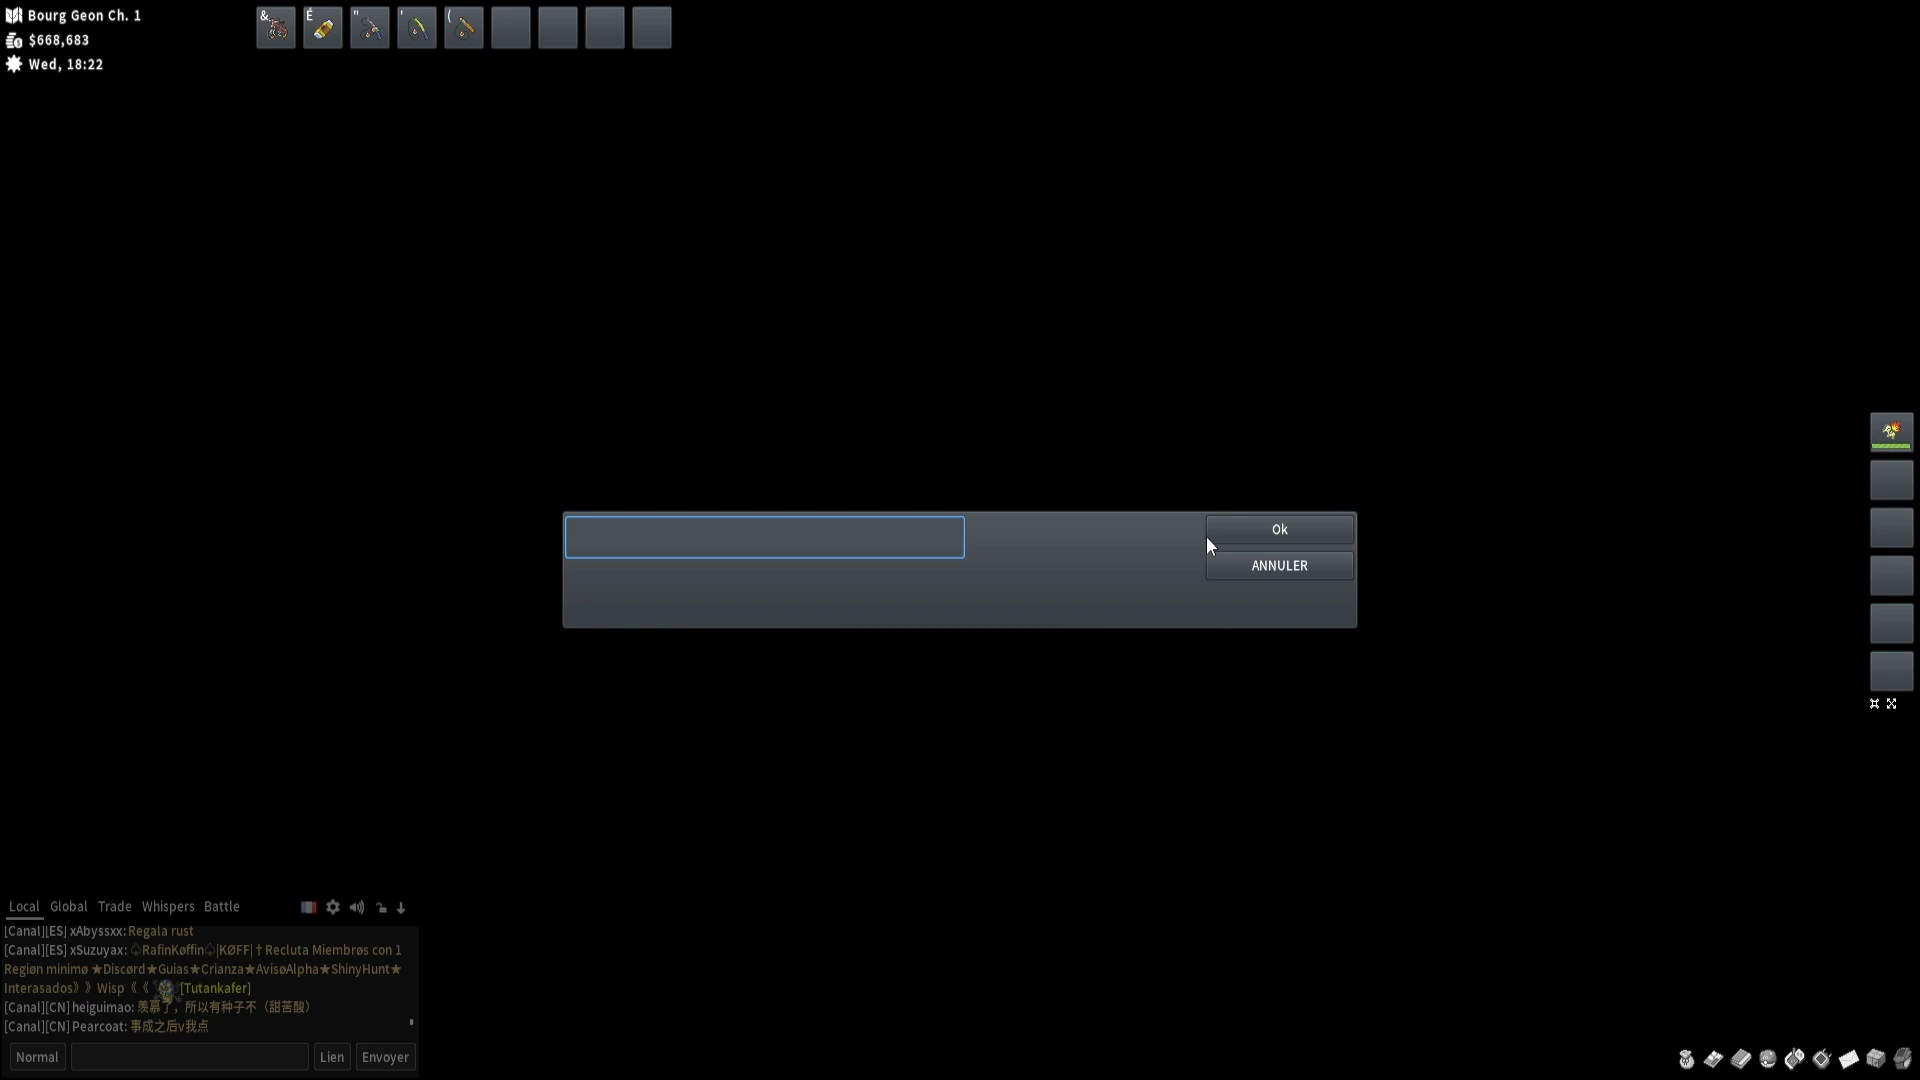 Bourg Geon Ch. 1
$668,683
Wed, 18:22
& É " ' (
Ok
ANNULER
Local Global Trade Whispers Battle
[Canal][ES] xAbyssxx: Regala rust
[Canal][ES] xSuzuyax: ♤RafinKøffin♤|KØFF|† Recluta Miembrøs con 1
Regiøn minimø ★Discørd★Guias★Crianza★AvisøAlpha★ShinyHunt★
Interasados》》Wisp《《 [Tutankafer]
[Canal][CN] heiguimao: 羡慕了，所以有种子不（甜苦酸）
[Canal][CN] Pearcoat: 事成之后v我点
Normal Lien Envoyer